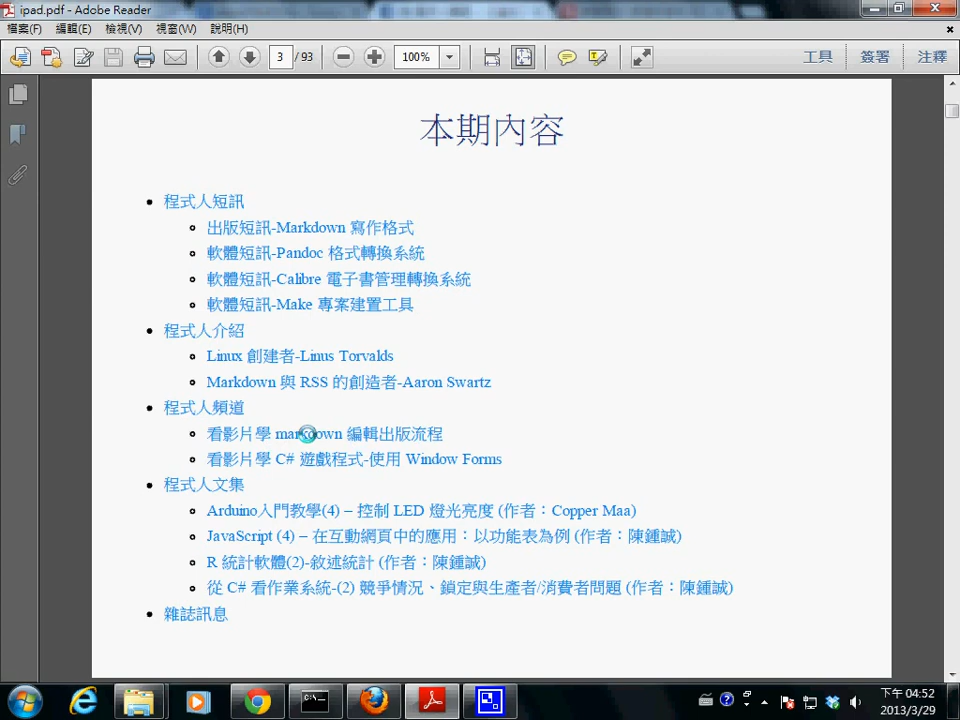 ipad.pdf - Adobe Reader
檔案(F) 編輯(E) 檢視(V) 視窗(W) 說明(H)
3 / 93 100% 工具 簽署 注釋
本期內容
程式人短訊
出版短訊-Markdown 寫作格式
軟體短訊-Pandoc 格式轉換系統
軟體短訊-Calibre 電子書管理轉換系統
軟體短訊-Make 專案建置工具
程式人介紹
Linux 創建者-Linus Torvalds
Markdown 與 RSS 的創造者-Aaron Swartz
程式人頻道
看影片學 markdown 編輯出版流程
看影片學 C# 遊戲程式-使用 Window Forms
程式人文集
Arduino入門教學(4) – 控制 LED 燈光亮度 (作者：Copper Maa)
JavaScript (4) – 在互動網頁中的應用：以功能表為例 (作者：陳鍾誠)
R 統計軟體(2)-敘述統計 (作者：陳鍾誠)
從 C# 看作業系統-(2) 競爭情況、鎖定與生產者/消費者問題 (作者：陳鍾誠)
雜誌訊息
下午 04:52
2013/3/29